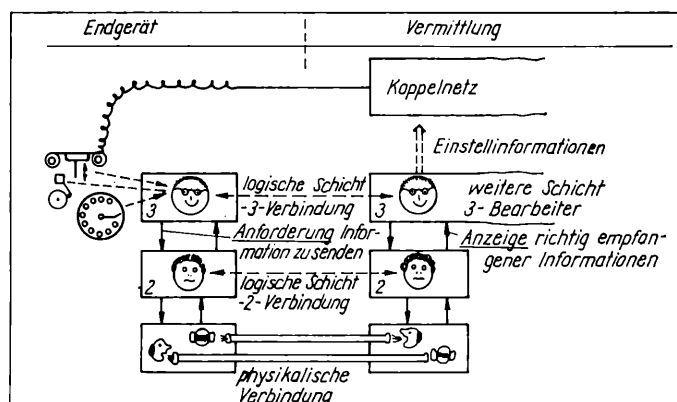 Endgerät
Vermittlung
Koppelnetz
Einstellinformationen
logische Schicht
-3-Verbindung
3
3
weitere Schicht
3-Bearbeiter
Anforderung Infor-
mation zu senden
Anzeige richtig empfan-
gener Informationen
2
logische Schicht
-2-Verbindung
2
physikalische
Verbindung